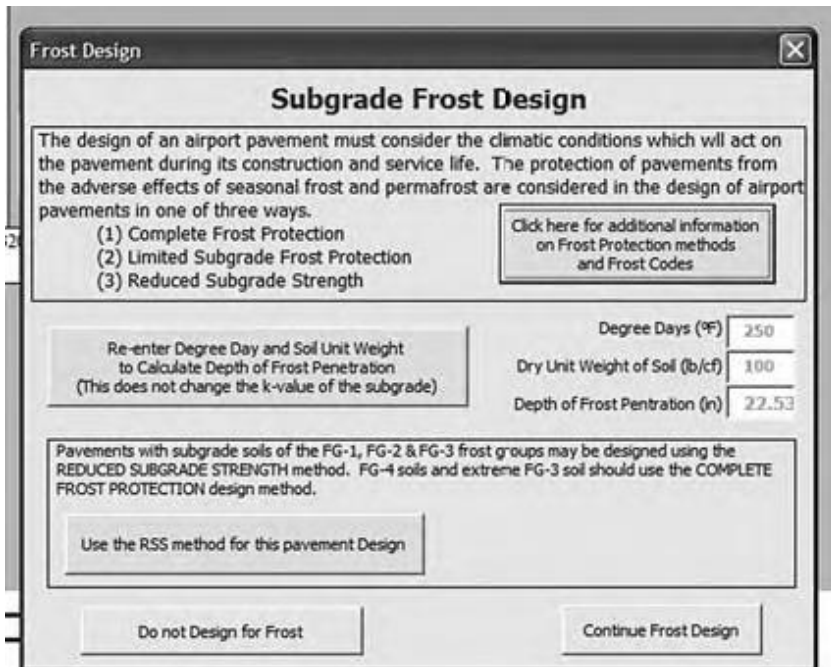 Frost Design
Subgrade Frost Design
The design of an airport pavement must consider the climatic conditions which will act on
the pavement during its construction and service life. The protection of pavements from
the adverse effects of seasonal frost and permafrost are considered in the design of airport
pavements in one of three ways.
(1) Complete Frost Protection
(2) Limited Subgrade Frost Protection
(3) Reduced Subgrade Strength
Click here for additional information
on Frost Protection methods
and Frost Codes
Re-enter Degree Day and Soil Unit Weight
to Calculate Depth of Frost Penetration
(This does not change the k-value of the subgrade)
Degree Days (ºF) 250
Dry Unit Weight of Soil (lb/cf) 100
Depth of Frost Pentration (in) 22.53
Pavements with subgrade soils of the FG-1, FG-2 & FG-3 frost groups may be designed using the
REDUCED SUBGRADE STRENGTH method. FG-4 soils and extreme FG-3 soil should use the COMPLETE
FROST PROTECTION design method.
Use the RSS method for this pavement Design
Do not Design for Frost
Continue Frost Design